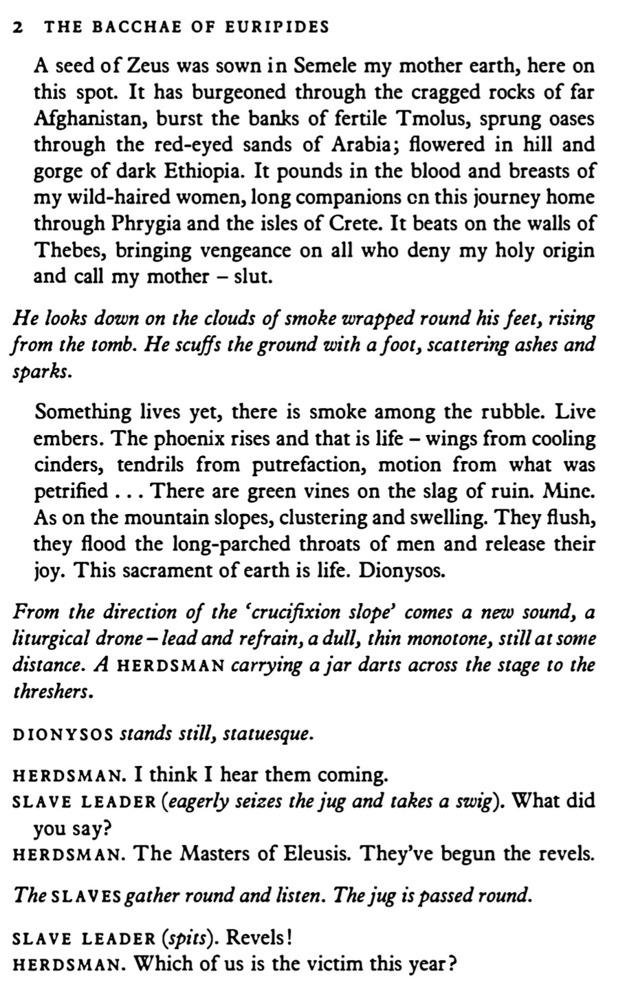 2 THE BACCHAE OF EURIPIDES
A seed of Zeus was sown in Semele my mother earth, here on
this spot. It has burgeoned through the cragged rocks of far
Afghanistan, burst the banks of fertile Tmolus, sprung oases
through the red-eyed sands of Arabia; flowered in hill and
gorge of dark Ethiopia. It pounds in the blood and breasts of
my wild-haired women, long companions on this journey home
through Phrygia and the isles of Crete. It beats on the walls of
Thebes, bringing vengeance on all who deny my holy origin
and call my mother – slut.
He looks down on the clouds of smoke wrapped round his feet, rising
from the tomb. He scuffs the ground with a foot, scattering ashes and
sparks.
Something lives yet, there is smoke among the rubble. Live
embers. The phoenix rises and that is life – wings from cooling
cinders, tendrils from putrefaction, motion from what was
petrified . . . There are green vines on the slag of ruin. Mine.
As on the mountain slopes, clustering and swelling. They flush,
they flood the long-parched throats of men and release their
joy. This sacrament of earth is life. Dionysos.
From the direction of the ‘crucifixion slope’ comes a new sound, a
liturgical drone – lead and refrain, a dull, thin monotone, still at some
distance. A HERDSMAN carrying a jar darts across the stage to the
threshers.
DIONYSOS stands still, statuesque.
HERDSMAN. I think I hear them coming.
SLAVE LEADER (eagerly seizes the jug and takes a swig). What did
you say?
HERDSMAN. The Masters of Eleusis. They’ve begun the revels.
The SLAVES gather round and listen. The jug is passed round.
SLAVE LEADER (spits). Revels!
HERDSMAN. Which of us is the victim this year?